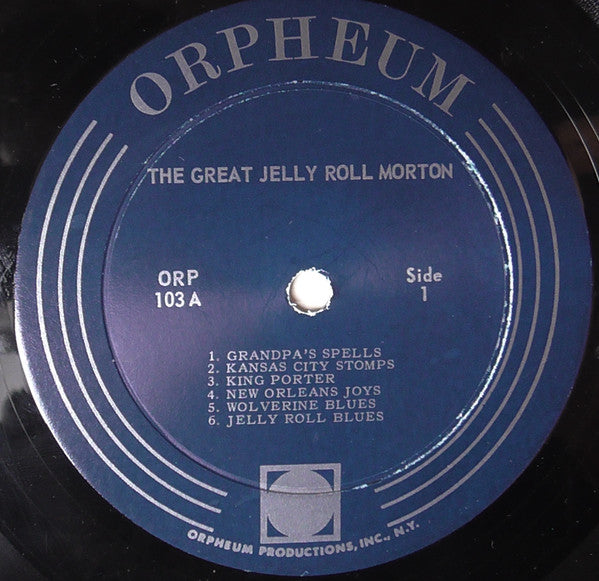 ORPHEUM
THE GREAT JELLY ROLL MORTON
ORP
103 A
Side
1
1. GRANDPA'S SPELLS
2. KANSAS CITY STOMPS
3. KING PORTER
4. NEW ORLEANS JOYS
5. WOLVERINE BLUES
6. JELLY ROLL BLUES
ORPHEUM PRODUCTIONS, INC., N.Y.